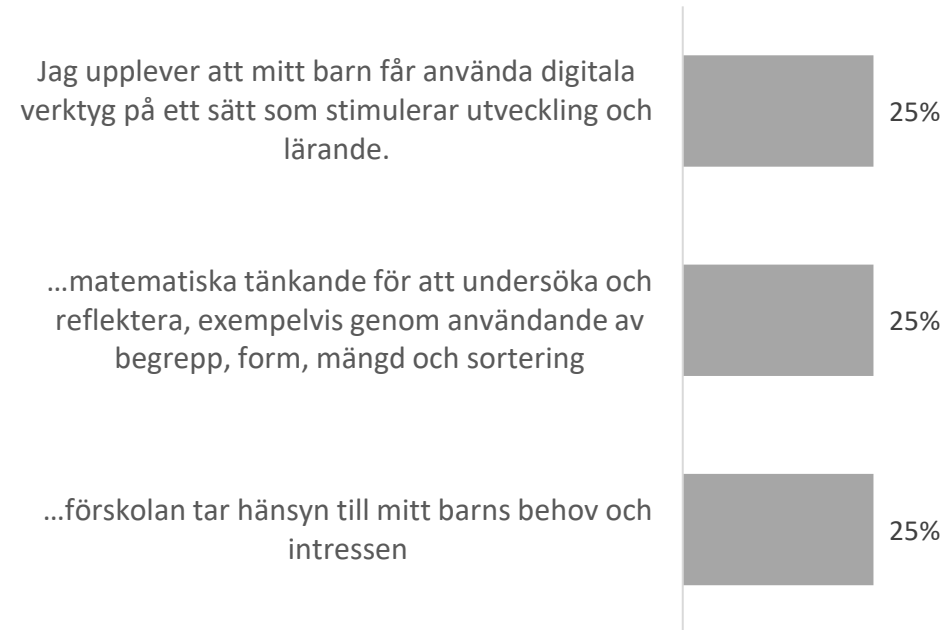 Jag upplever att mitt barn får använda digitala
verktyg på ett sätt som stimulerar utveckling och
lärande.
25%
...matematiska tänkande för att undersöka och
reflektera, exempelvis genom användande av
begrepp, form, mängd och sortering
25%
...förskolan tar hänsyn till mitt barns behov och
intressen
25%